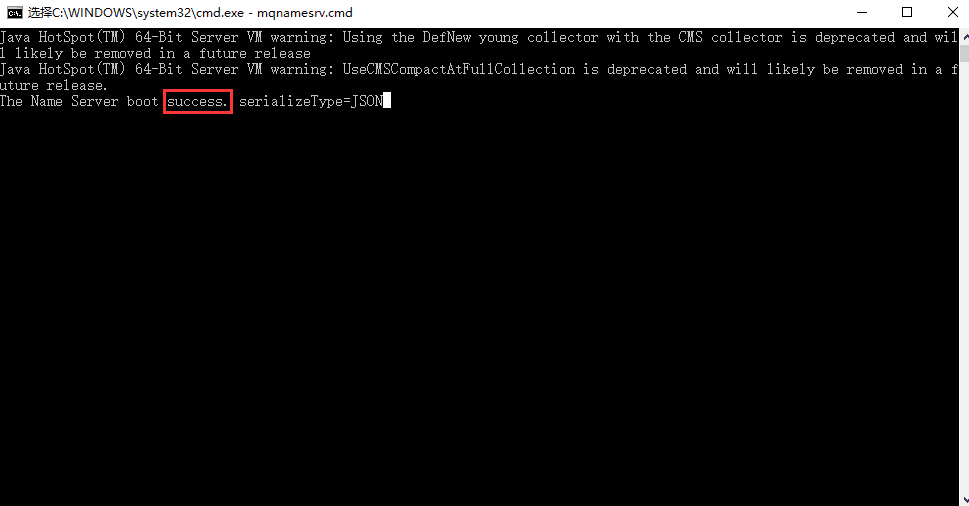 选择C:\WINDOWS\system32\cmd.exe - mqnamesrv.cmd
Java HotSpot(TM) 64-Bit Server VM warning: Using the DefNew young collector with the CMS collector is deprecated and wil
l likely be removed in a future release
Java HotSpot(TM) 64-Bit Server VM warning: UseCMSCompactAtFullCollection is deprecated and will likely be removed in a f
uture release.
The Name Server boot success. serializeType=JSON